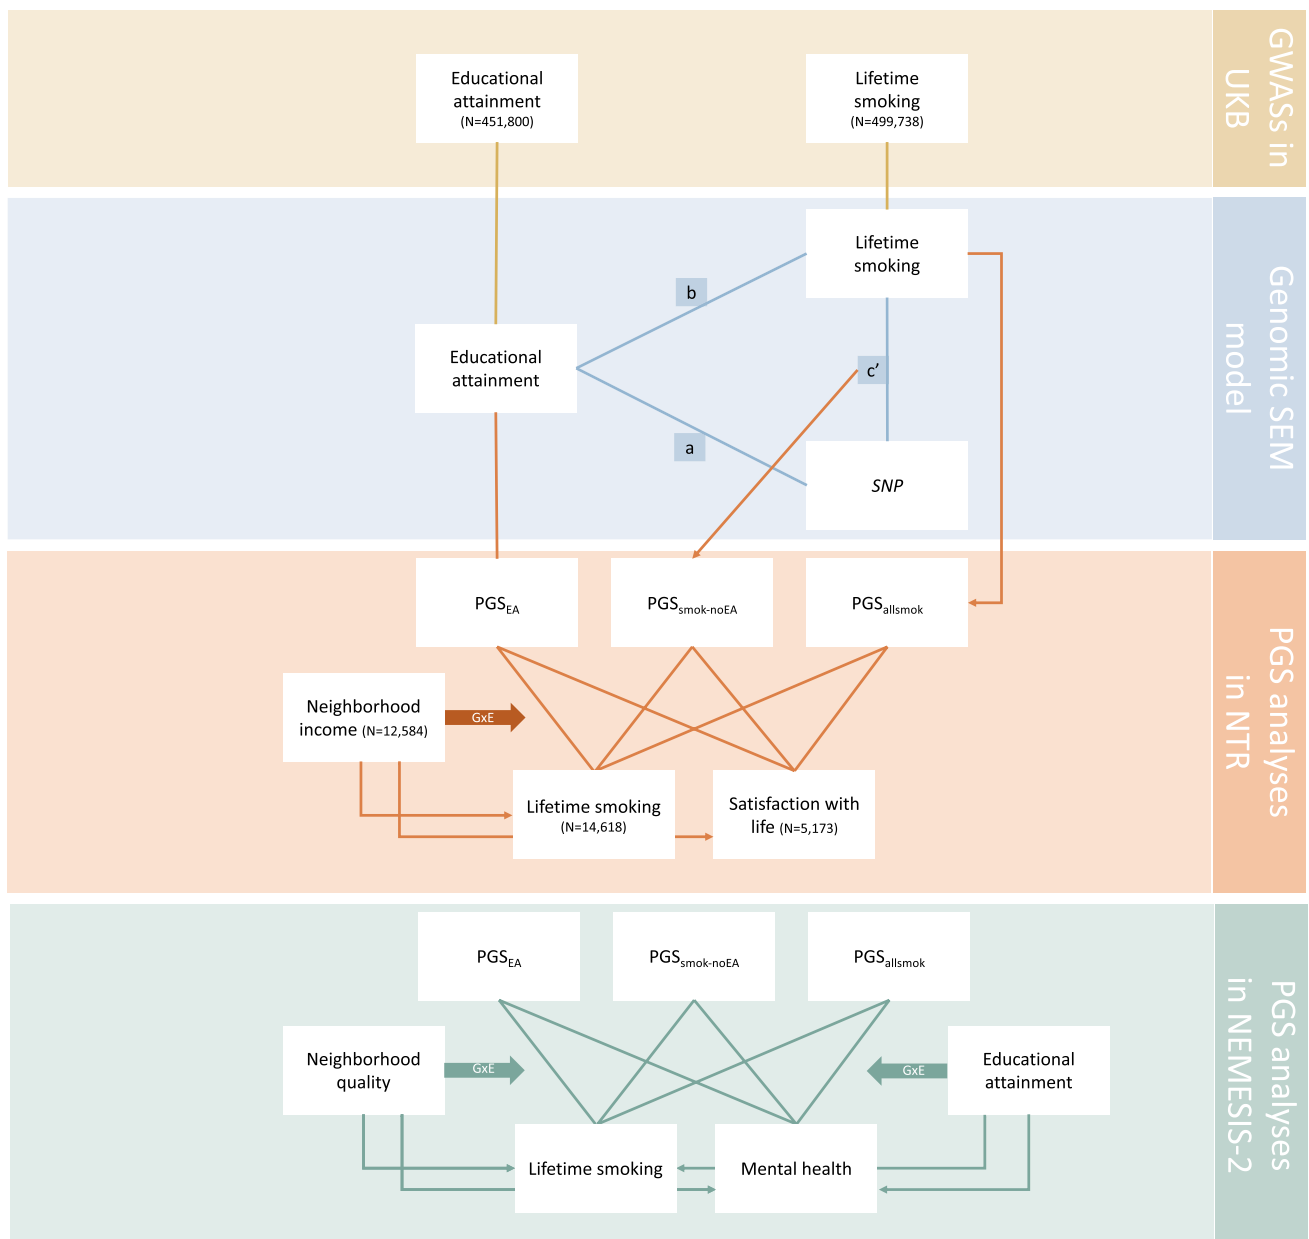 GWASs in
UKB
Educational
attainment
(N=451,800)
Lifetime
smoking
(N=499,738)
Genomic SEM
model
Lifetime
smoking
b
Educational
attainment
c’
a
SNP
PGS analyses
in NTR
PGSEA
PGSsmok-noEA
PGSallsmok
Neighborhood
income (N=12,584)
GxE
Lifetime smoking
(N=14,618)
Satisfaction with
life (N=5,173)
PGS analyses
in NEMESIS-2
PGSEA
PGSsmok-noEA
PGSallsmok
Neighborhood
quality
GxE
GxE
Educational
attainment
Lifetime smoking
Mental health